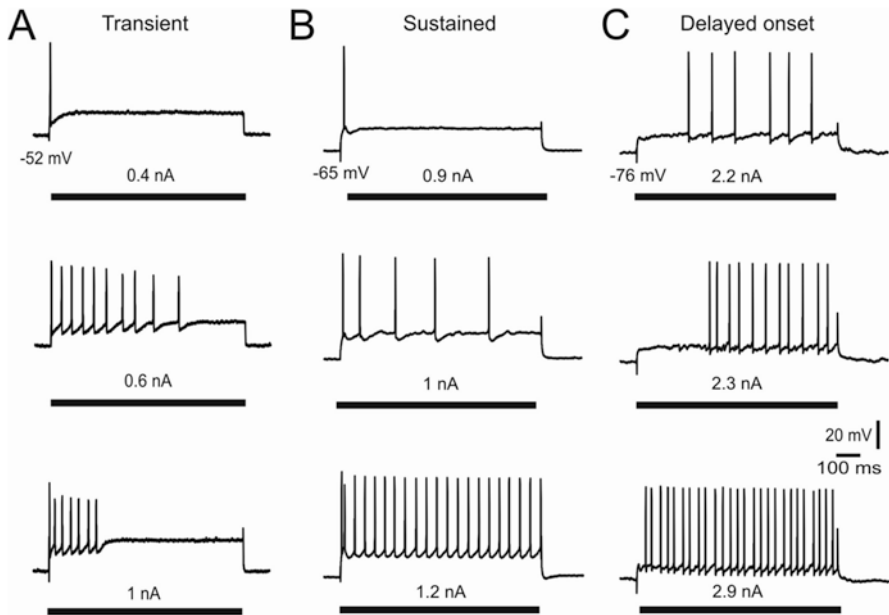 A Transient
B Sustained
C Delayed onset
-52 mV
0.4 nA
-65 mV
0.9 nA
-76 mV
2.2 nA
0.6 nA
1 nA
2.3 nA
20 mV
100 ms
1 nA
1.2 nA
2.9 nA